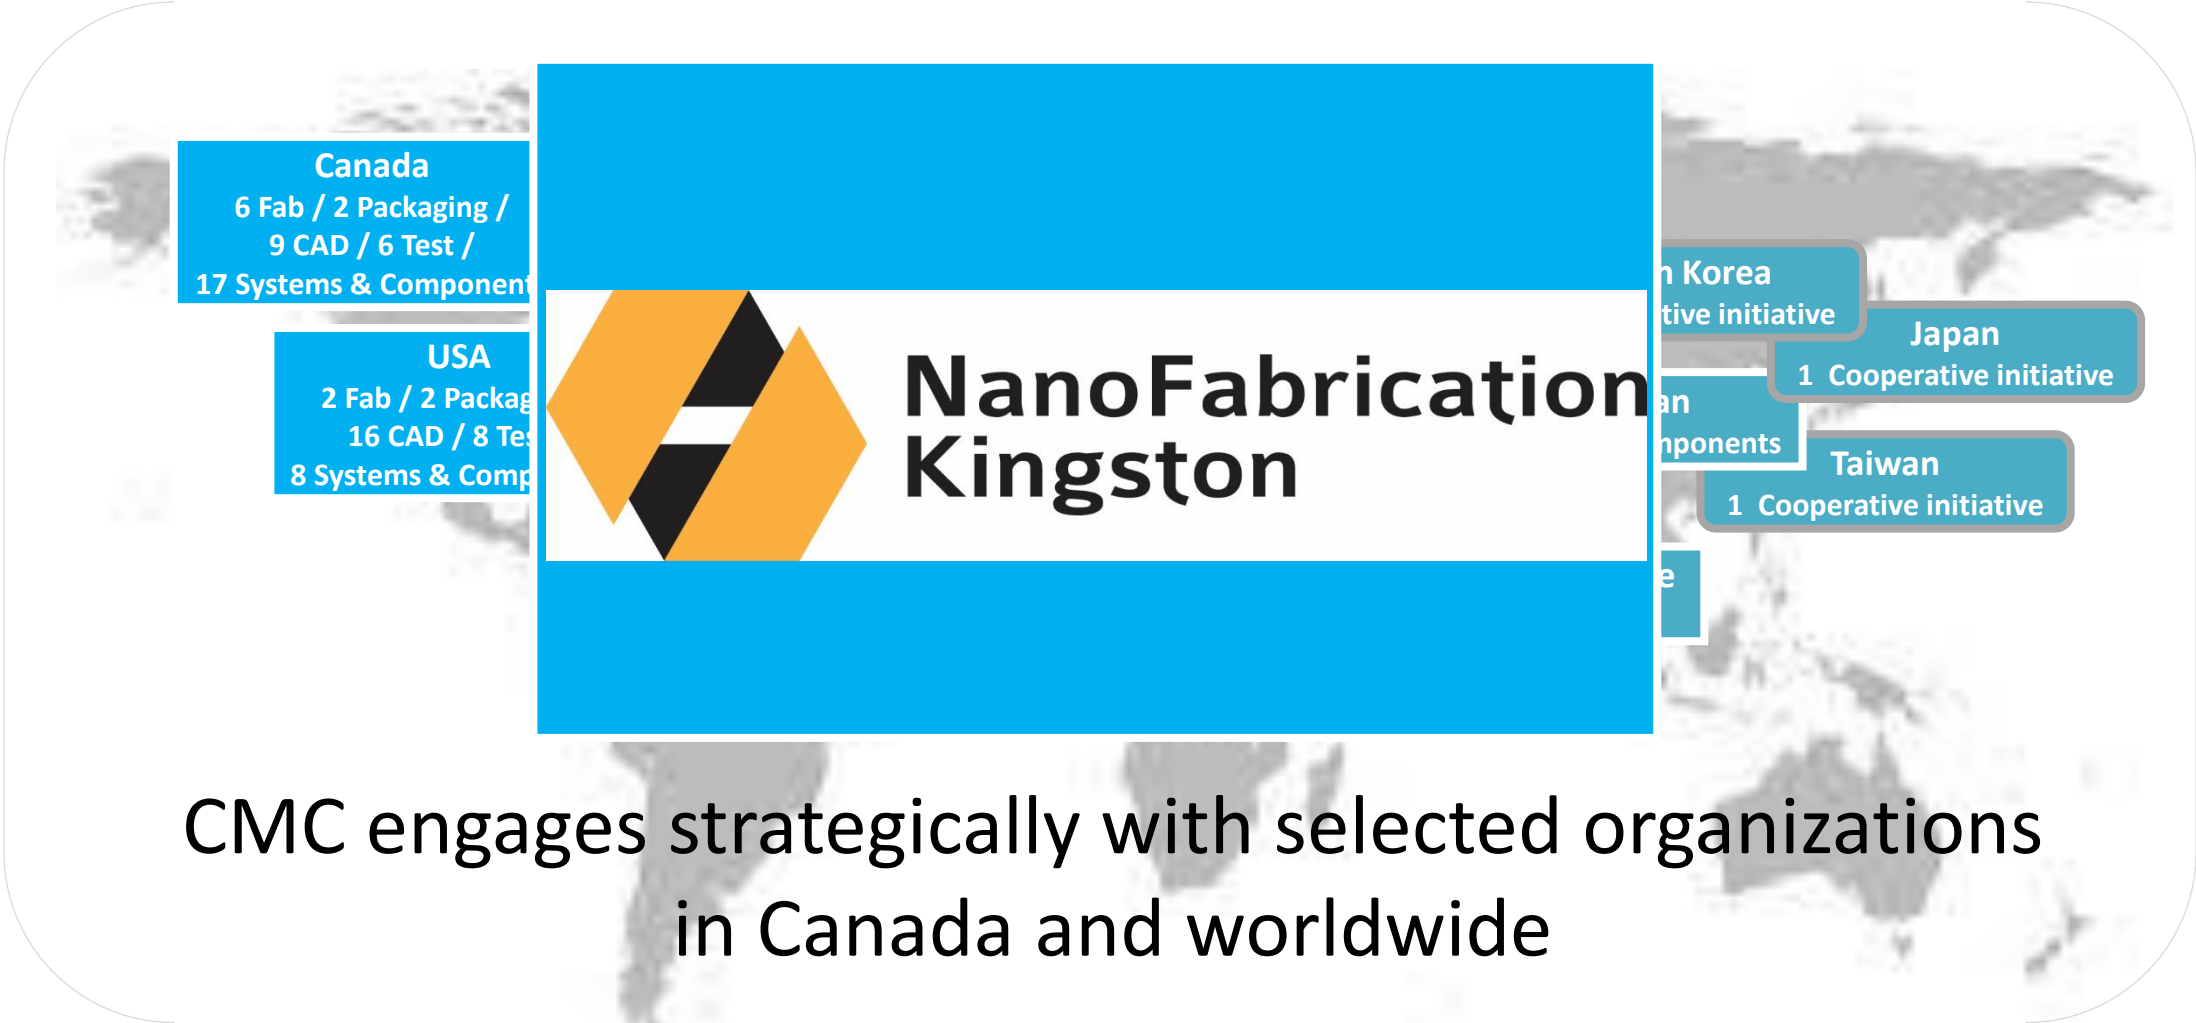 Canada
6 Fab / 2 Packaging /
9 CAD / 6 Test /
17 Systems & Component
USA
2 Fab / 2 Packag
16 CAD / 8 Tes
8 Systems & Comp
NanoFabrication
Kingston
n Korea
tive initiative
Japan
1 Cooperative initiative
an
mponents
Taiwan
1 Cooperative initiative
e
CMC engages strategically with selected organizations
in Canada and worldwide